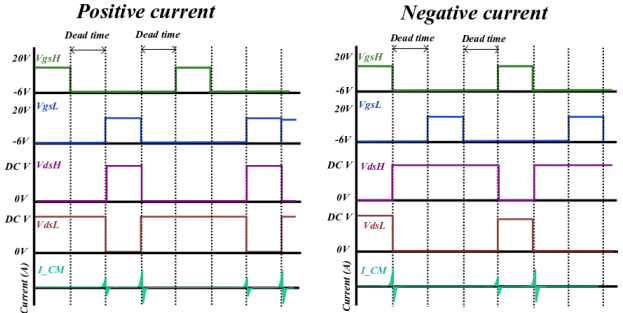 Positive current
Dead time
Dead time
20V
VgsH
-6V
20V
VgsL
-6V
DC V
VdsH
0V
DC V
VdsL
0V
I_CM
Current (A)
Negative current
Dead time
Dead time
20V
VgsH
-6V
20V
VgsL
-6V
DC V
VdsH
0V
DC V
VdsL
0V
I_CM
Current (A)